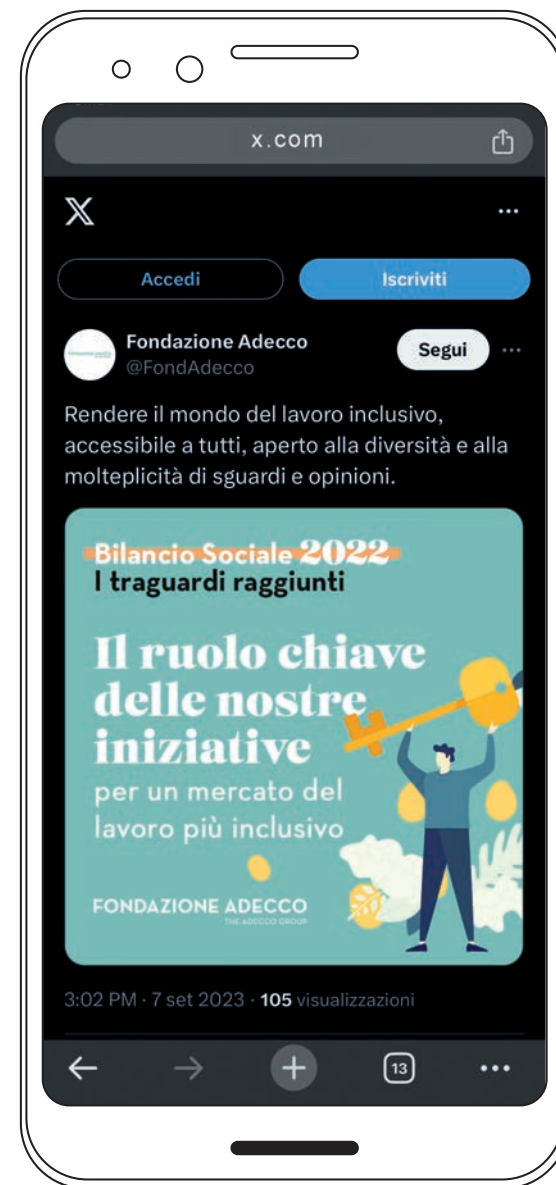 x.com
Accedi
Iscriviti
Fondazione Adecco
@FondAdecco
Segui
Rendere il mondo del lavoro inclusivo,
accessibile a tutti, aperto alla diversità e alla
molteplicità di sguardi e opinioni.
Bilancio Sociale 2022
I traguardi raggiunti
Il ruolo chiave
delle nostre
iniziative
per un mercato del
lavoro più inclusivo
FONDAZIONE ADECCO
THE ADECCO GROUP
3:02 PM · 7 set 2023 · 105 visualizzazioni
13